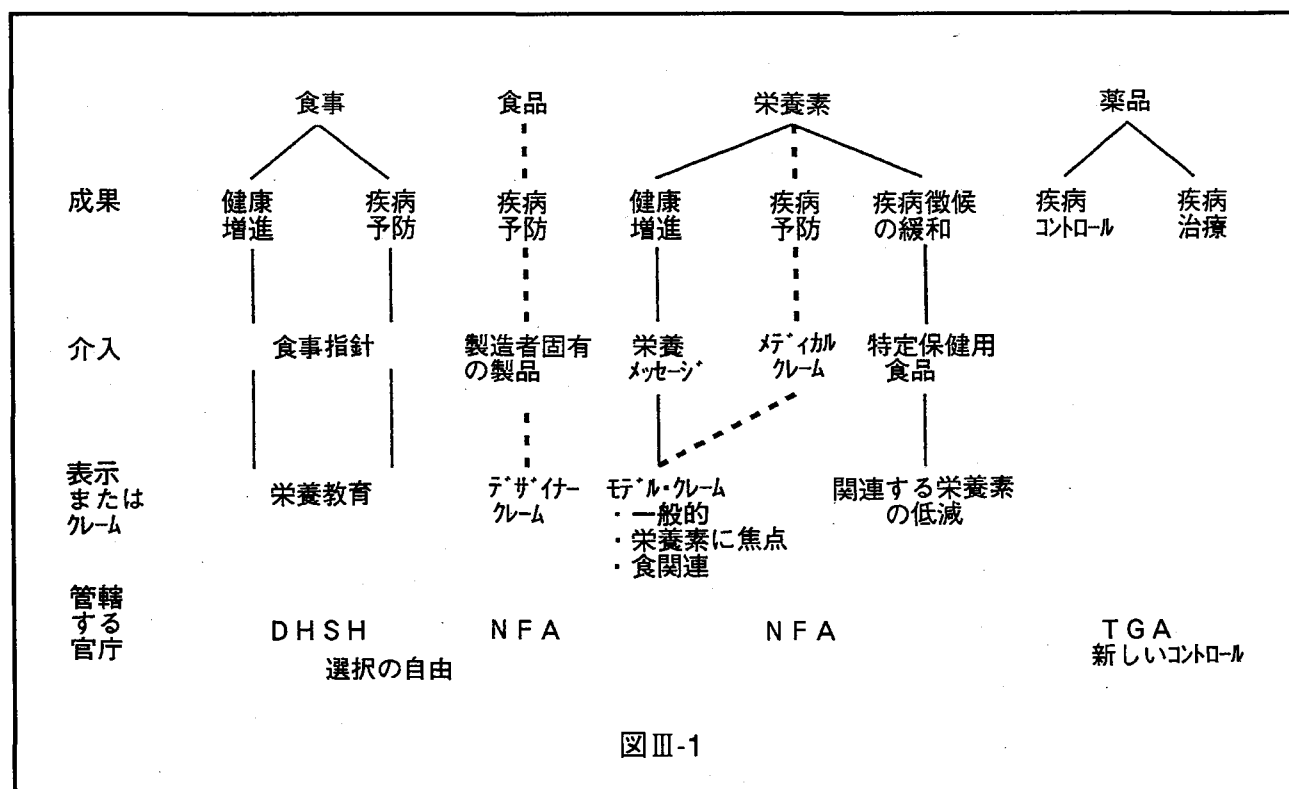 食事 食品 栄養素 薬品
成果 健康 疾病 疾病 健康 疾病 疾病徴候 疾病 疾病
増進 予防 予防 増進 予防 の緩和 ｺﾝﾄﾛｰﾙ 治療
介入 食事指針 製造者固有 栄養 ﾒﾃﾞｨｶﾙ 特定保健用
の製品 ﾒｯｾｰｼﾞ ｸﾚｰﾑ 食品
表示
または
ｸﾚｰﾑ
栄養教育 ﾃﾞｻﾞｲﾅｰ ﾓﾃﾞﾙ・ｸﾚｰﾑ 関連する栄養素
ｸﾚｰﾑ ・一般的 の低減
・栄養素に焦点
・食関連
管轄
する
官庁
DHSH NFA NFA TGA
選択の自由 新しいｺﾝﾄﾛｰﾙ
図Ⅲ-1